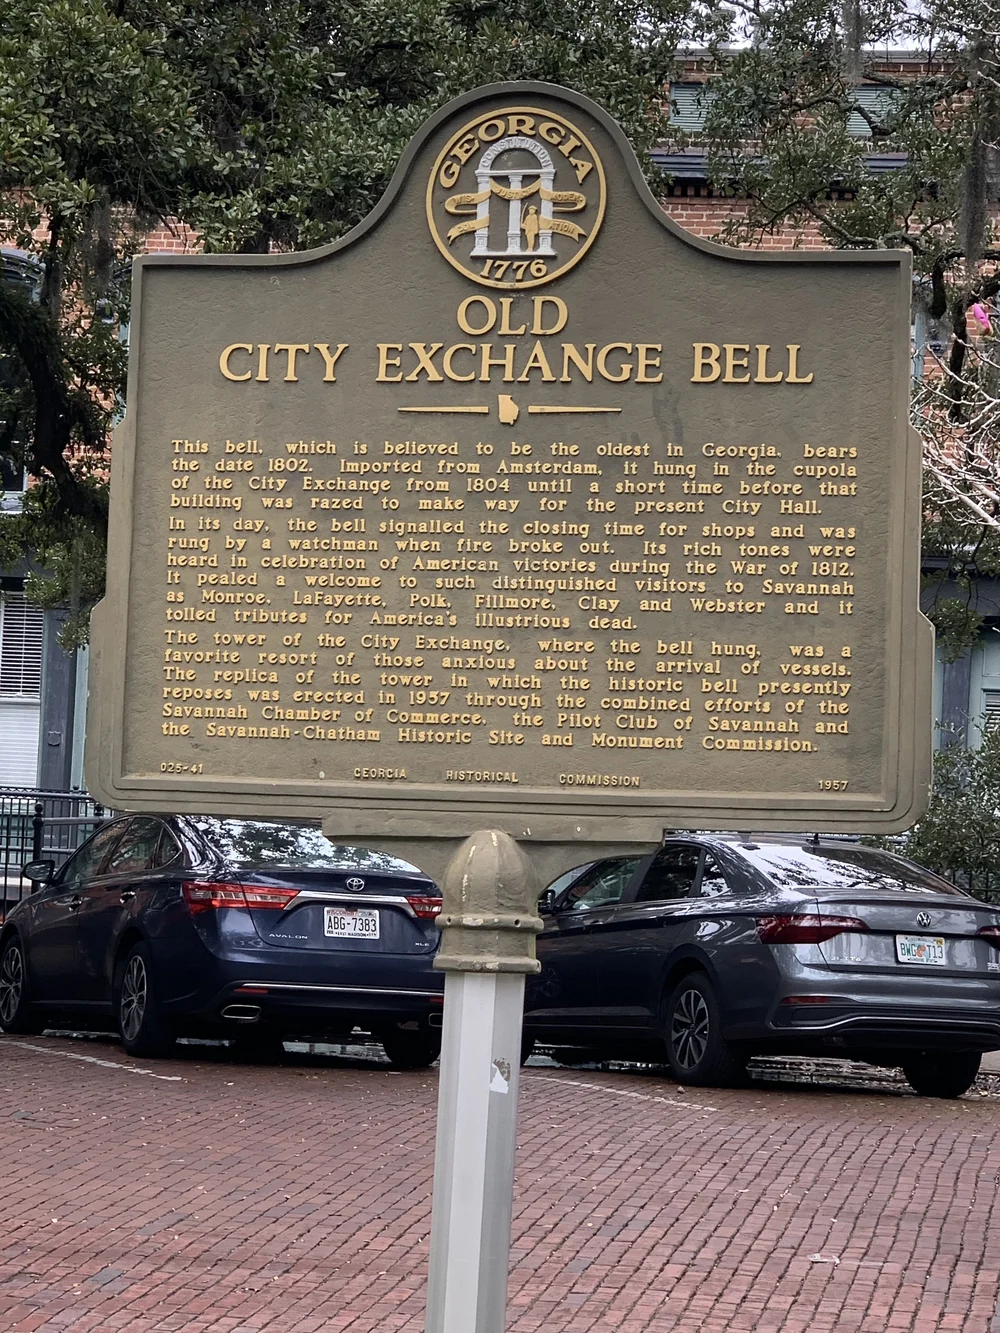 GEORGIA
CONSTITUTION
WISDOM JUSTICE MODERATION
1776
OLD
CITY EXCHANGE BELL
This bell, which is believed to be the oldest in Georgia, bears
the date 1802. Imported from Amsterdam, it hung in the cupola
of the City Exchange from 1804 until a short time before that
building was razed to make way for the present City Hall.
In its day, the bell signalled the closing time for shops and was
rung by a watchman when fire broke out. Its rich tones were
heard in celebration of American victories during the War of 1812.
It pealed a welcome to such distinguished visitors to Savannah
as Monroe, LaFayette, Polk, Fillmore, Clay and Webster and it
tolled tributes for America's illustrious dead.
The tower of the City Exchange, where the bell hung, was a
favorite resort of those anxious about the arrival of vessels.
The replica of the tower in which the historic bell presently
reposes was erected in 1957 through the combined efforts of the
Savannah Chamber of Commerce, the Pilot Club of Savannah and
the Savannah-Chatham Historic Site and Monument Commission.
025-41 GEORGIA HISTORICAL COMMISSION 1957
ABG-7383
AVALON XLE
JETTA